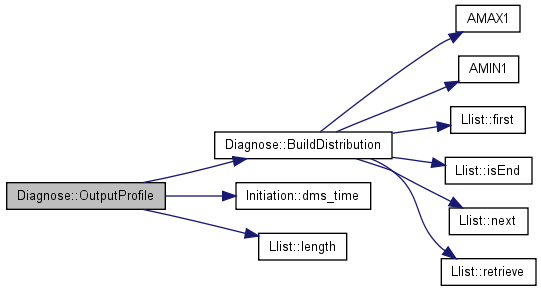 AMAX1
AMIN1
Llist::first
Diagnose::BuildDistribution
Llist::isEnd
Diagnose::OutputProfile
Initiation::dms_time
Llist::next
Llist::length
Llist::retrieve